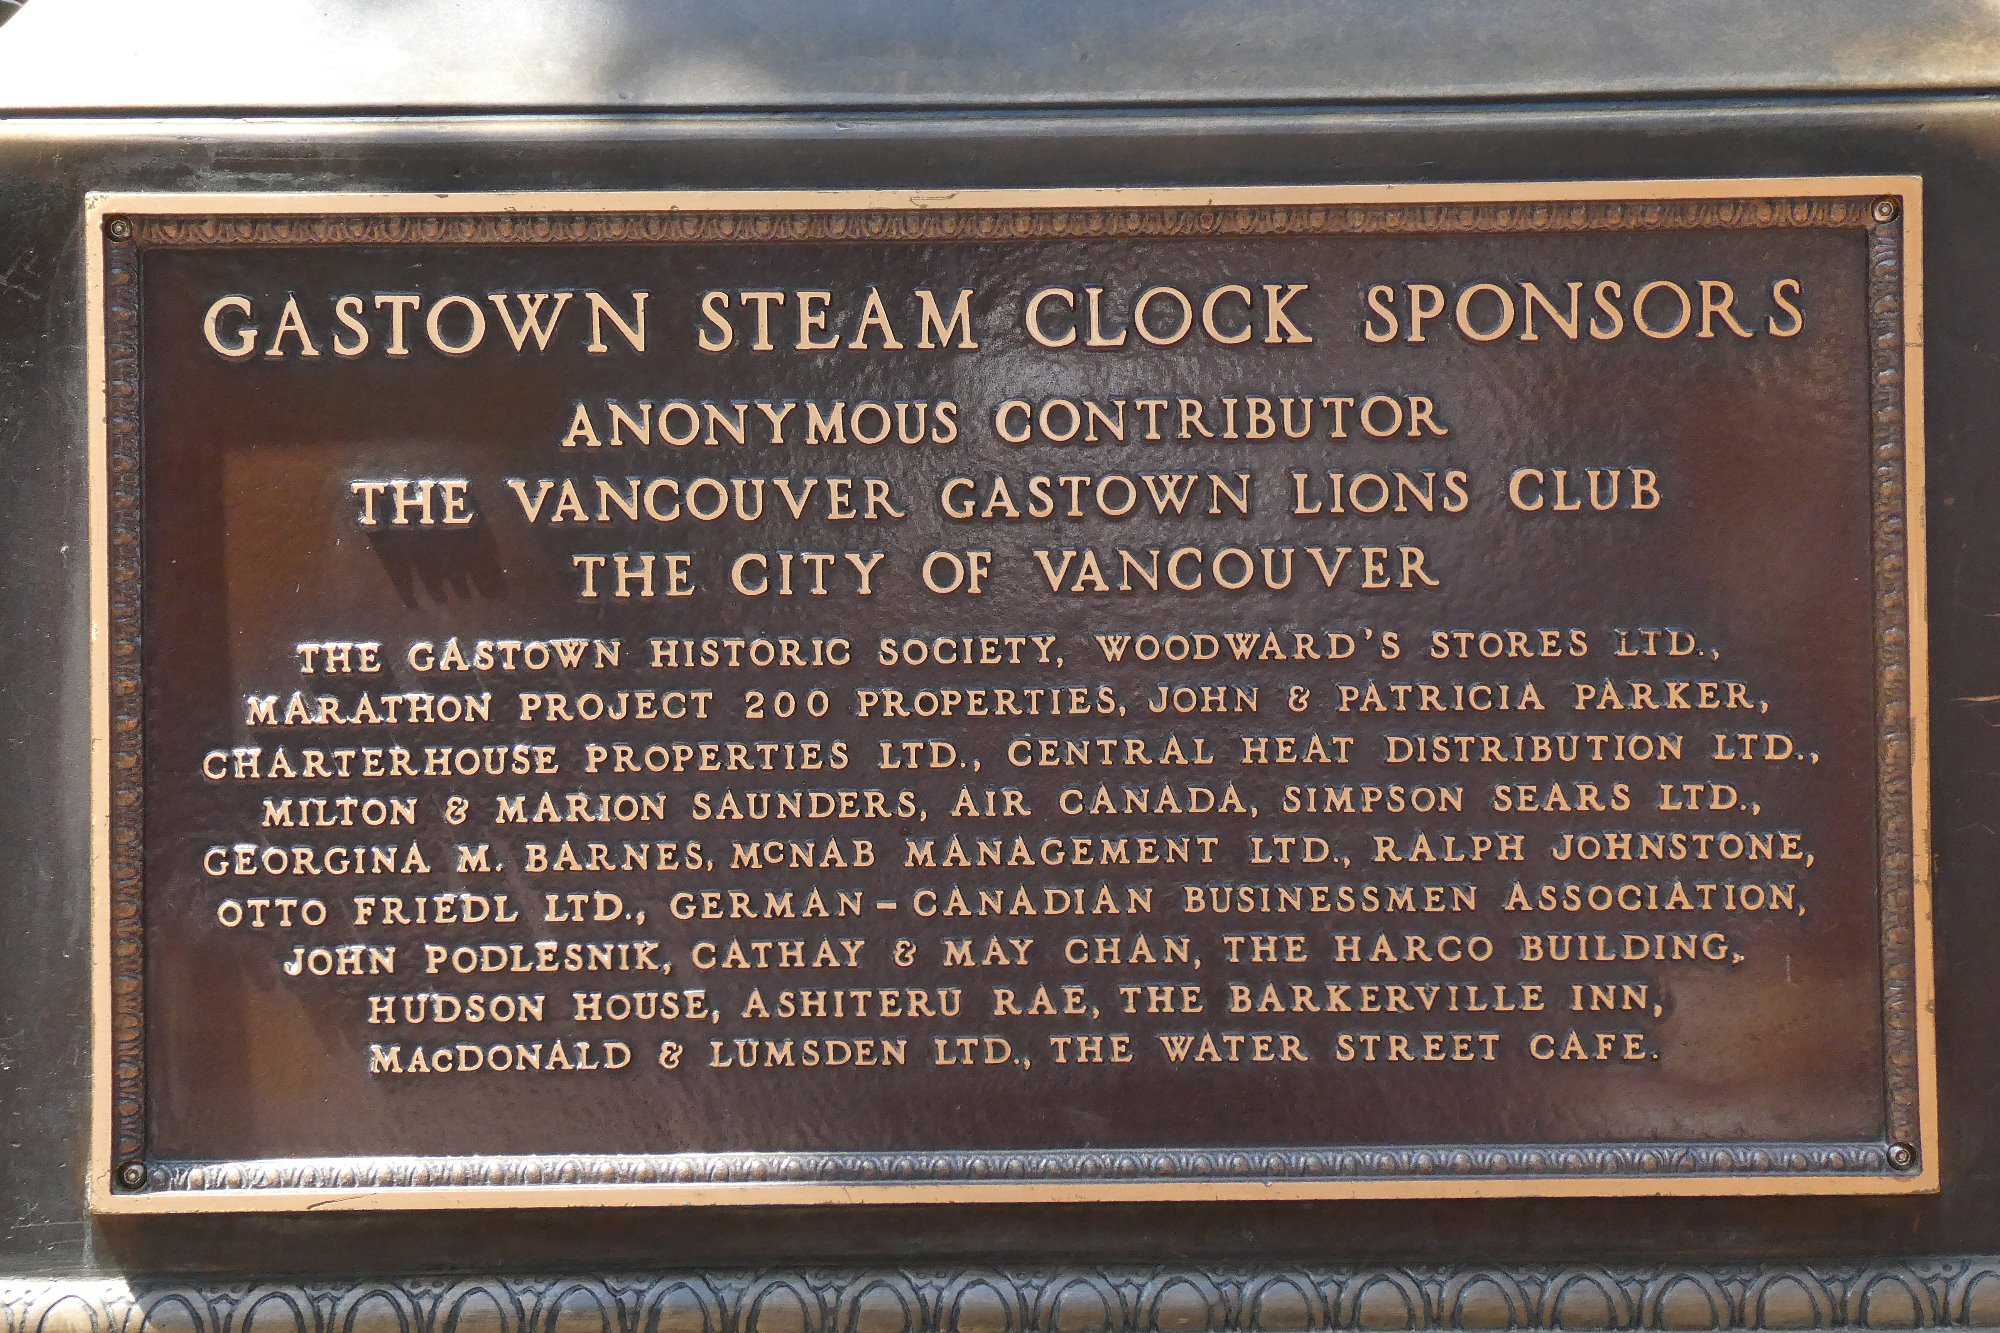 GASTOWN STEAM CLOCK SPONSORS
ANONYMOUS CONTRIBUTOR
THE VANCOUVER GASTOWN LIONS CLUB
THE CITY OF VANCOUVER
THE GASTOWN HISTORIC SOCIETY, WOODWARD'S STORES LTD.,
MARATHON PROJECT 200 PROPERTIES, JOHN & PATRICIA PARKER,
CHARTERHOUSE PROPERTIES LTD., CENTRAL HEAT DISTRIBUTION LTD.,
MILTON & MARION SAUNDERS, AIR CANADA, SIMPSON SEARS LTD.,
GEORGINA M. BARNES, McNAB MANAGEMENT LTD., RALPH JOHNSTONE,
OTTO FRIEDL LTD., GERMAN-CANADIAN BUSINESSMEN ASSOCIATION,
JOHN PODLESNIK, CATHAY & MAY CHAN, THE HARCO BUILDING,
HUDSON HOUSE, ASHITERU RAE, THE BARKERVILLE INN,
MACDONALD & LUMSDEN LTD., THE WATER STREET CAFE.